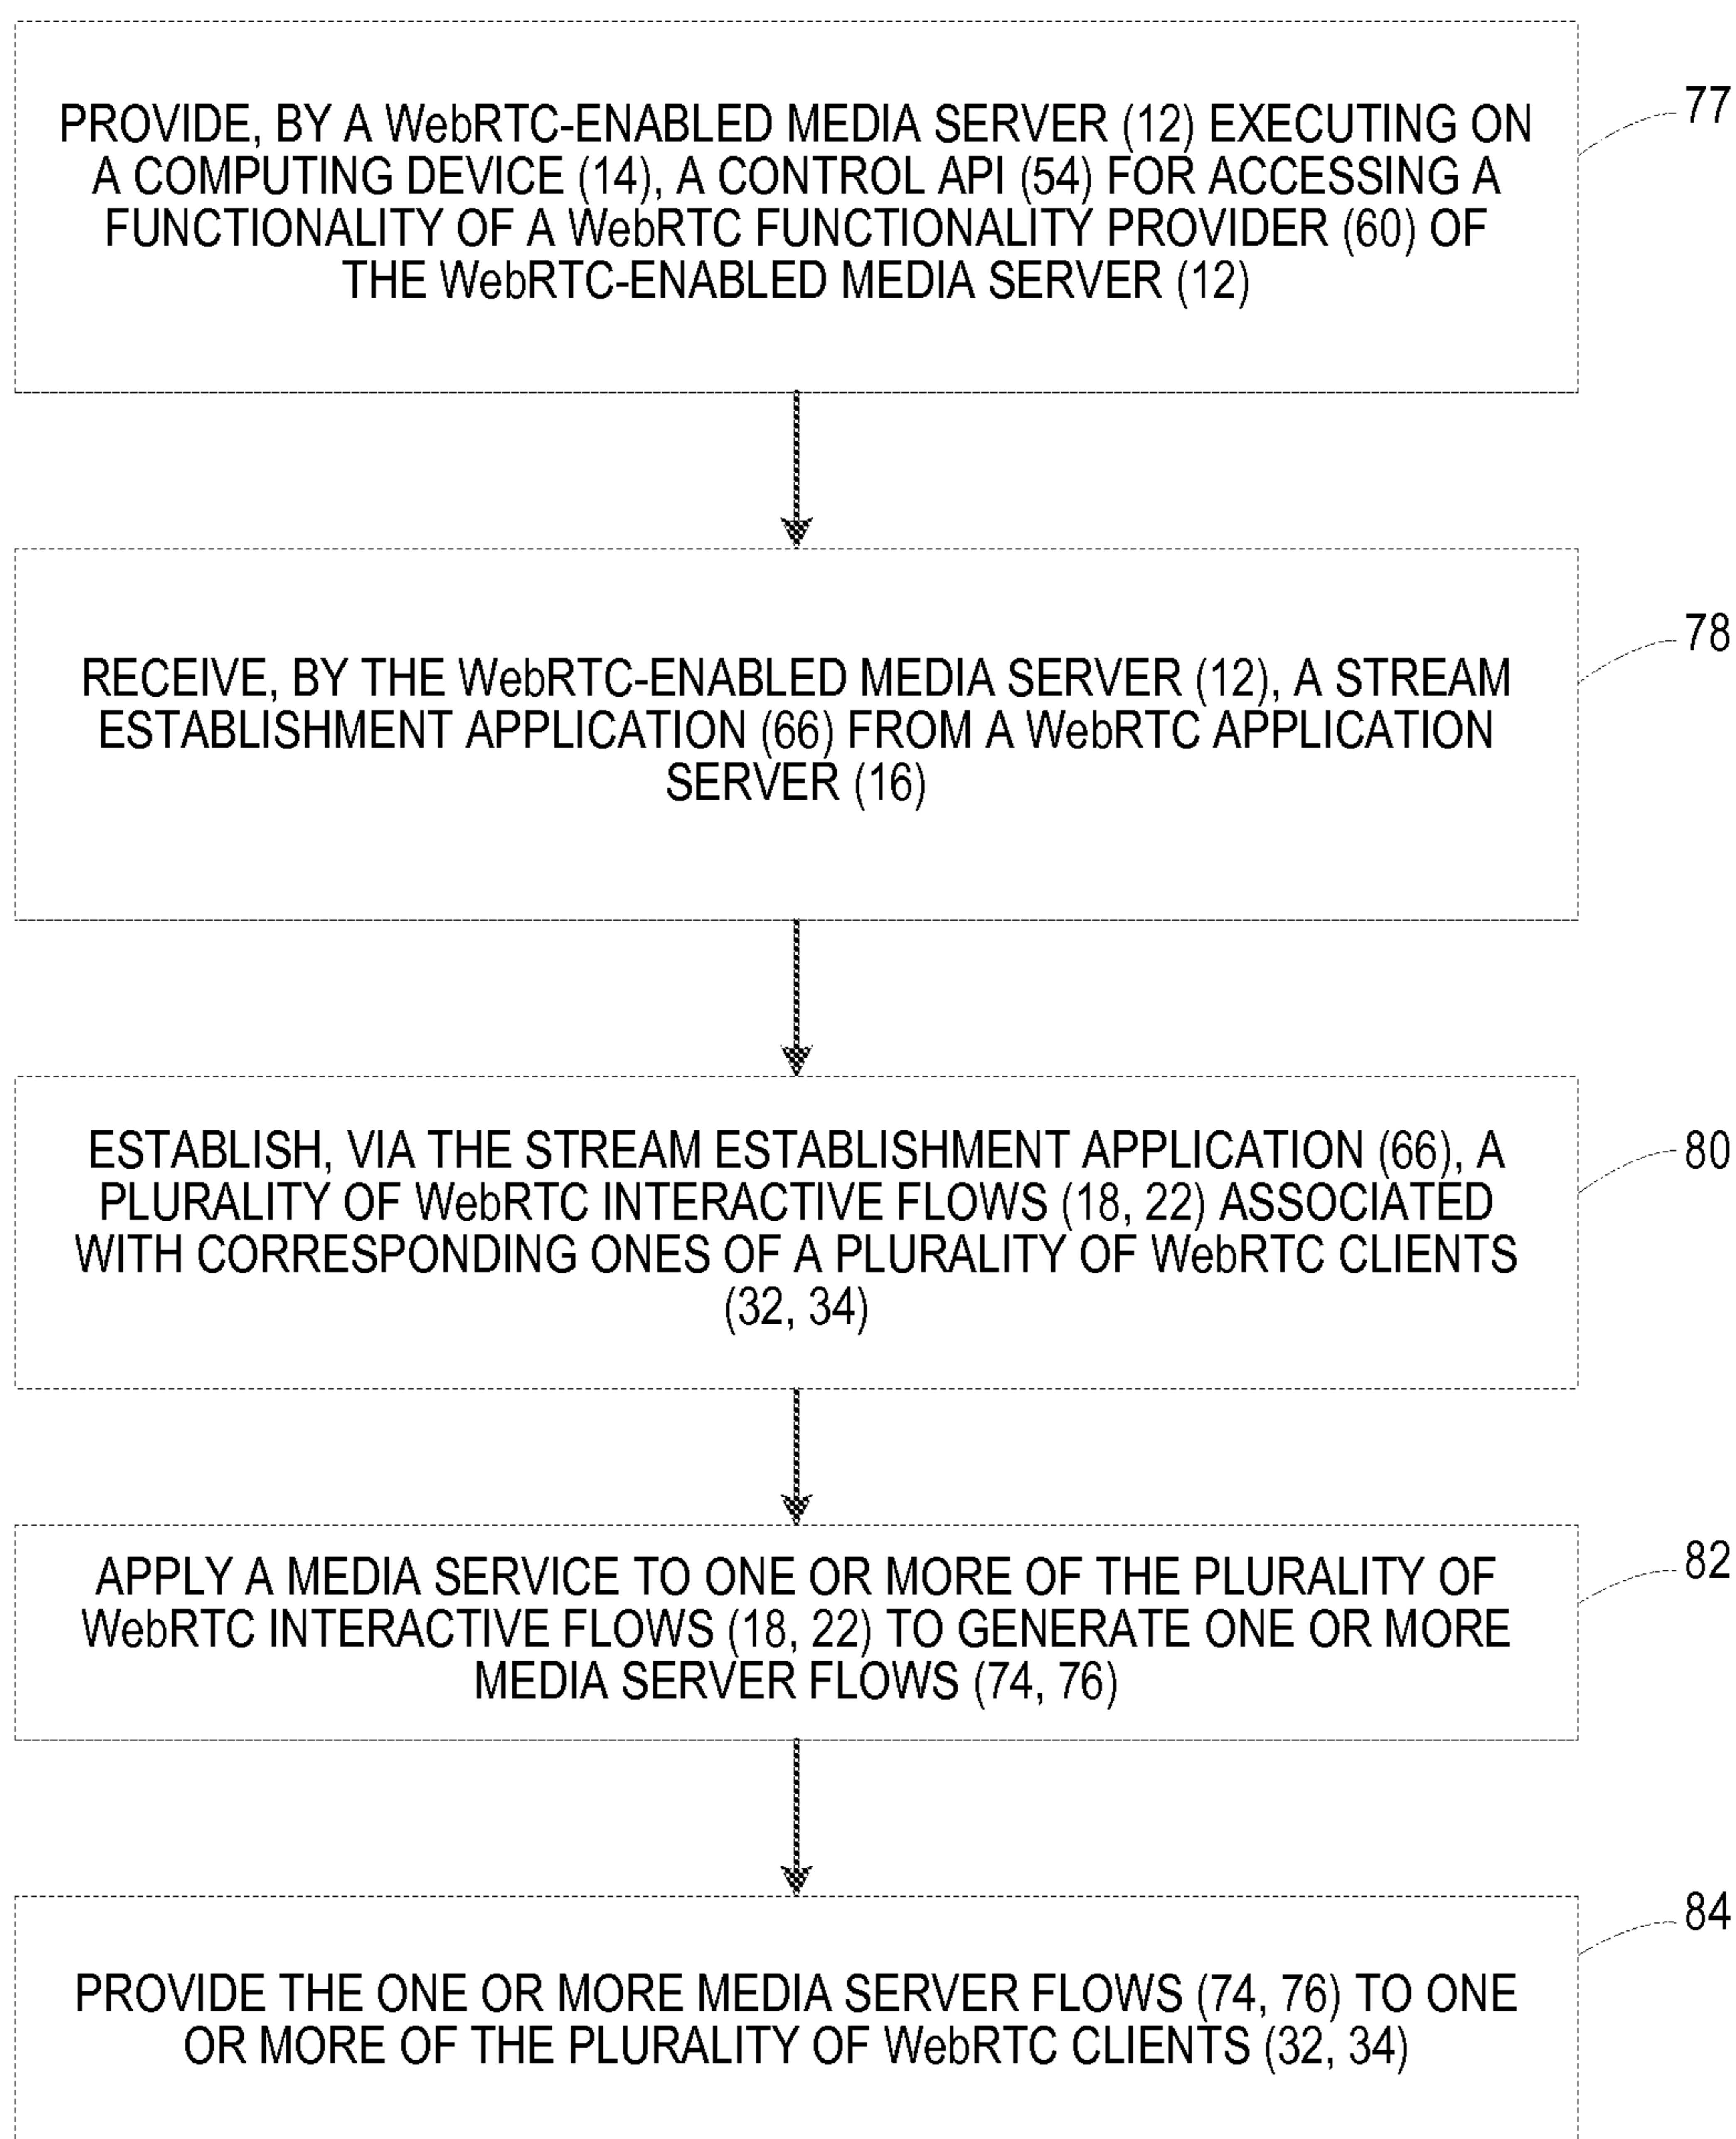 PROVIDE, BY A WebRTC-ENABLED MEDIA SERVER (12) EXECUTING ON
A COMPUTING DEVICE (14), A CONTROL API (54) FOR ACCESSING A
FUNCTIONALITY OF A WebRTC FUNCTIONALITY PROVIDER (60) OF
THE WebRTC-ENABLED MEDIA SERVER (12)
77
RECEIVE, BY THE WebRTC-ENABLED MEDIA SERVER (12), A STREAM
ESTABLISHMENT APPLICATION (66) FROM A WebRTC APPLICATION
SERVER (16)
78
ESTABLISH, VIA THE STREAM ESTABLISHMENT APPLICATION (66), A
PLURALITY OF WebRTC INTERACTIVE FLOWS (18, 22) ASSOCIATED
WITH CORRESPONDING ONES OF A PLURALITY OF WebRTC CLIENTS
(32, 34)
80
APPLY A MEDIA SERVICE TO ONE OR MORE OF THE PLURALITY OF
WebRTC INTERACTIVE FLOWS (18, 22) TO GENERATE ONE OR MORE
MEDIA SERVER FLOWS (74, 76)
82
PROVIDE THE ONE OR MORE MEDIA SERVER FLOWS (74, 76) TO ONE
OR MORE OF THE PLURALITY OF WebRTC CLIENTS (32, 34)
84